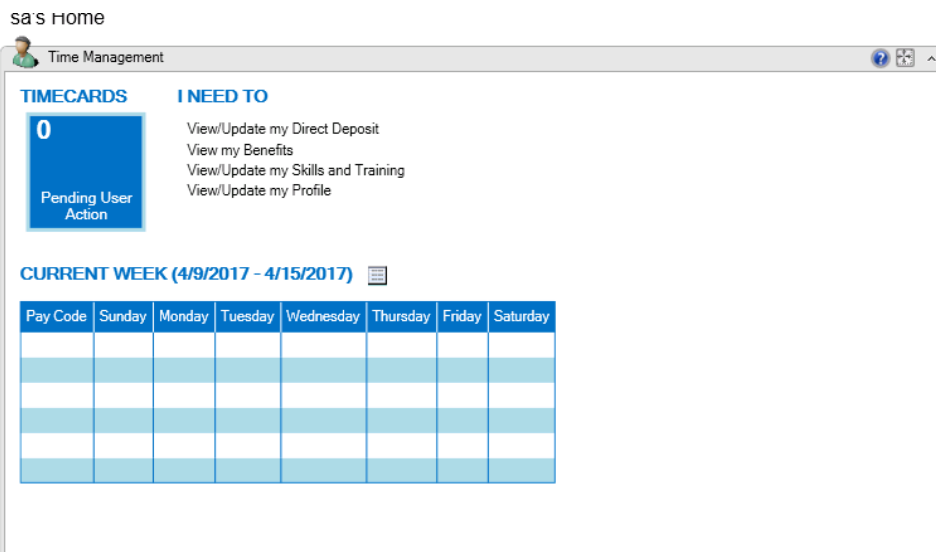 sa's Home
Time Management
TIMECARDS
I NEED TO
0
Pending User
Action
View/Update my Direct Deposit
View my Benefits
View/Update my Skills and Training
View/Update my Profile
CURRENT WEEK (4/9/2017 - 4/15/2017)
Pay Code Sunday Monday Tuesday Wednesday Thursday Friday Saturday